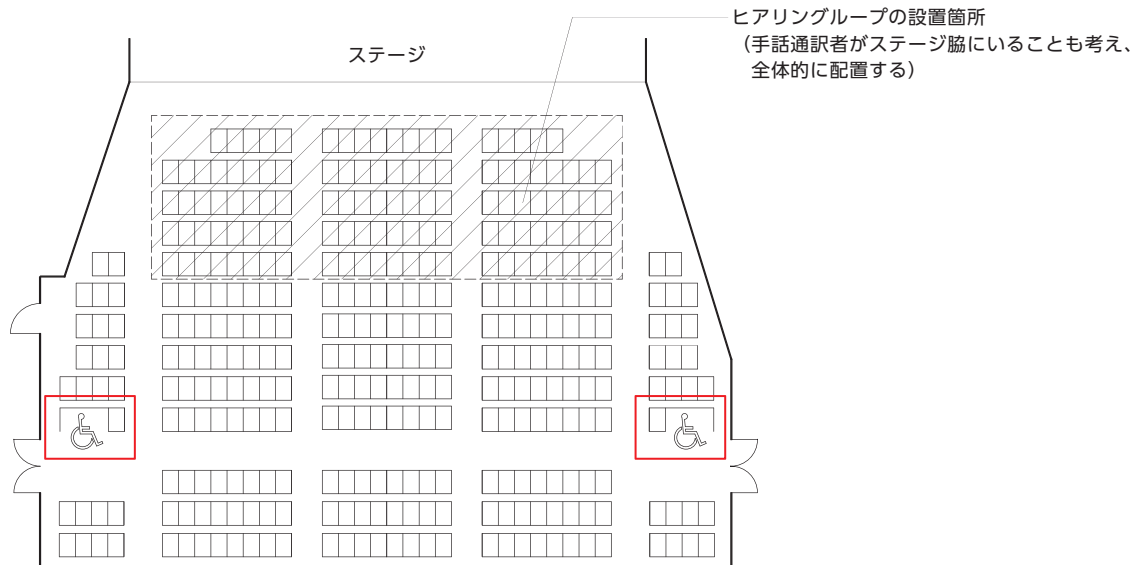 ヒアリングループの設置箇所
（手話通訳者がステージ脇にいることも考え、
全体的に配置する）
ステージ